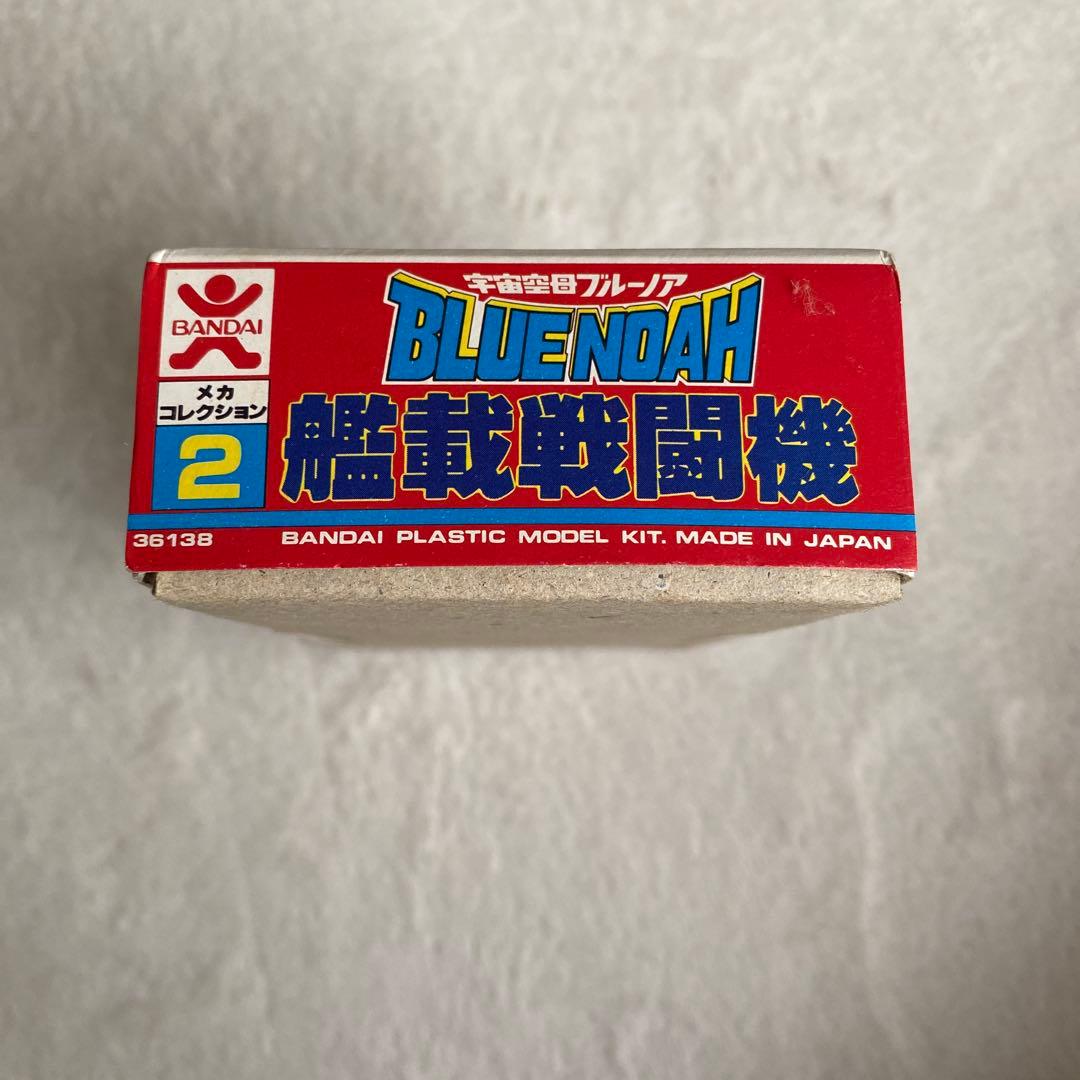 BANDAI
メカ
コレクション
2
宇宙空母ブルーノア
BLUE NOAH
艦載戦闘機
36138 BANDAI PLASTIC MODEL KIT. MADE IN JAPAN